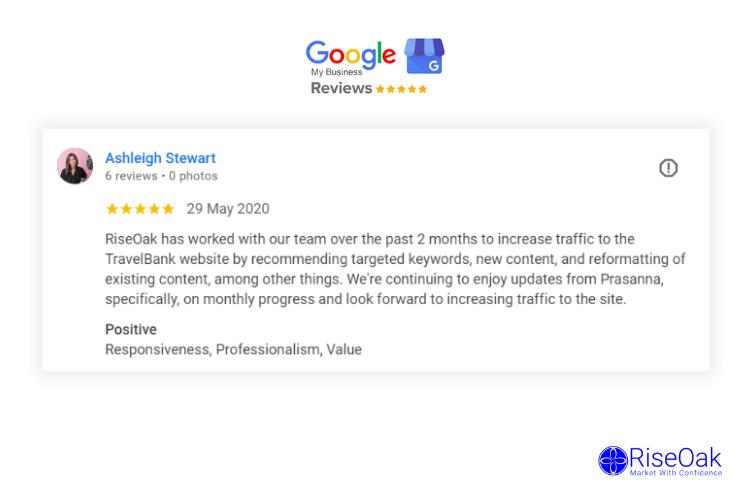 Google
My Business
Reviews
G
Ashleigh Stewart
6 reviews • 0 photos
29 May 2020
RiseOak has worked with our team over the past 2 months to increase traffic to the
TravelBank website by recommending targeted keywords, new content, and reformatting of
existing content, among other things. We're continuing to enjoy updates from Prasanna,
specifically, on monthly progress and look forward to increasing traffic to the site.
Positive
Responsiveness, Professionalism, Value
RiseOak
Market With Confidence